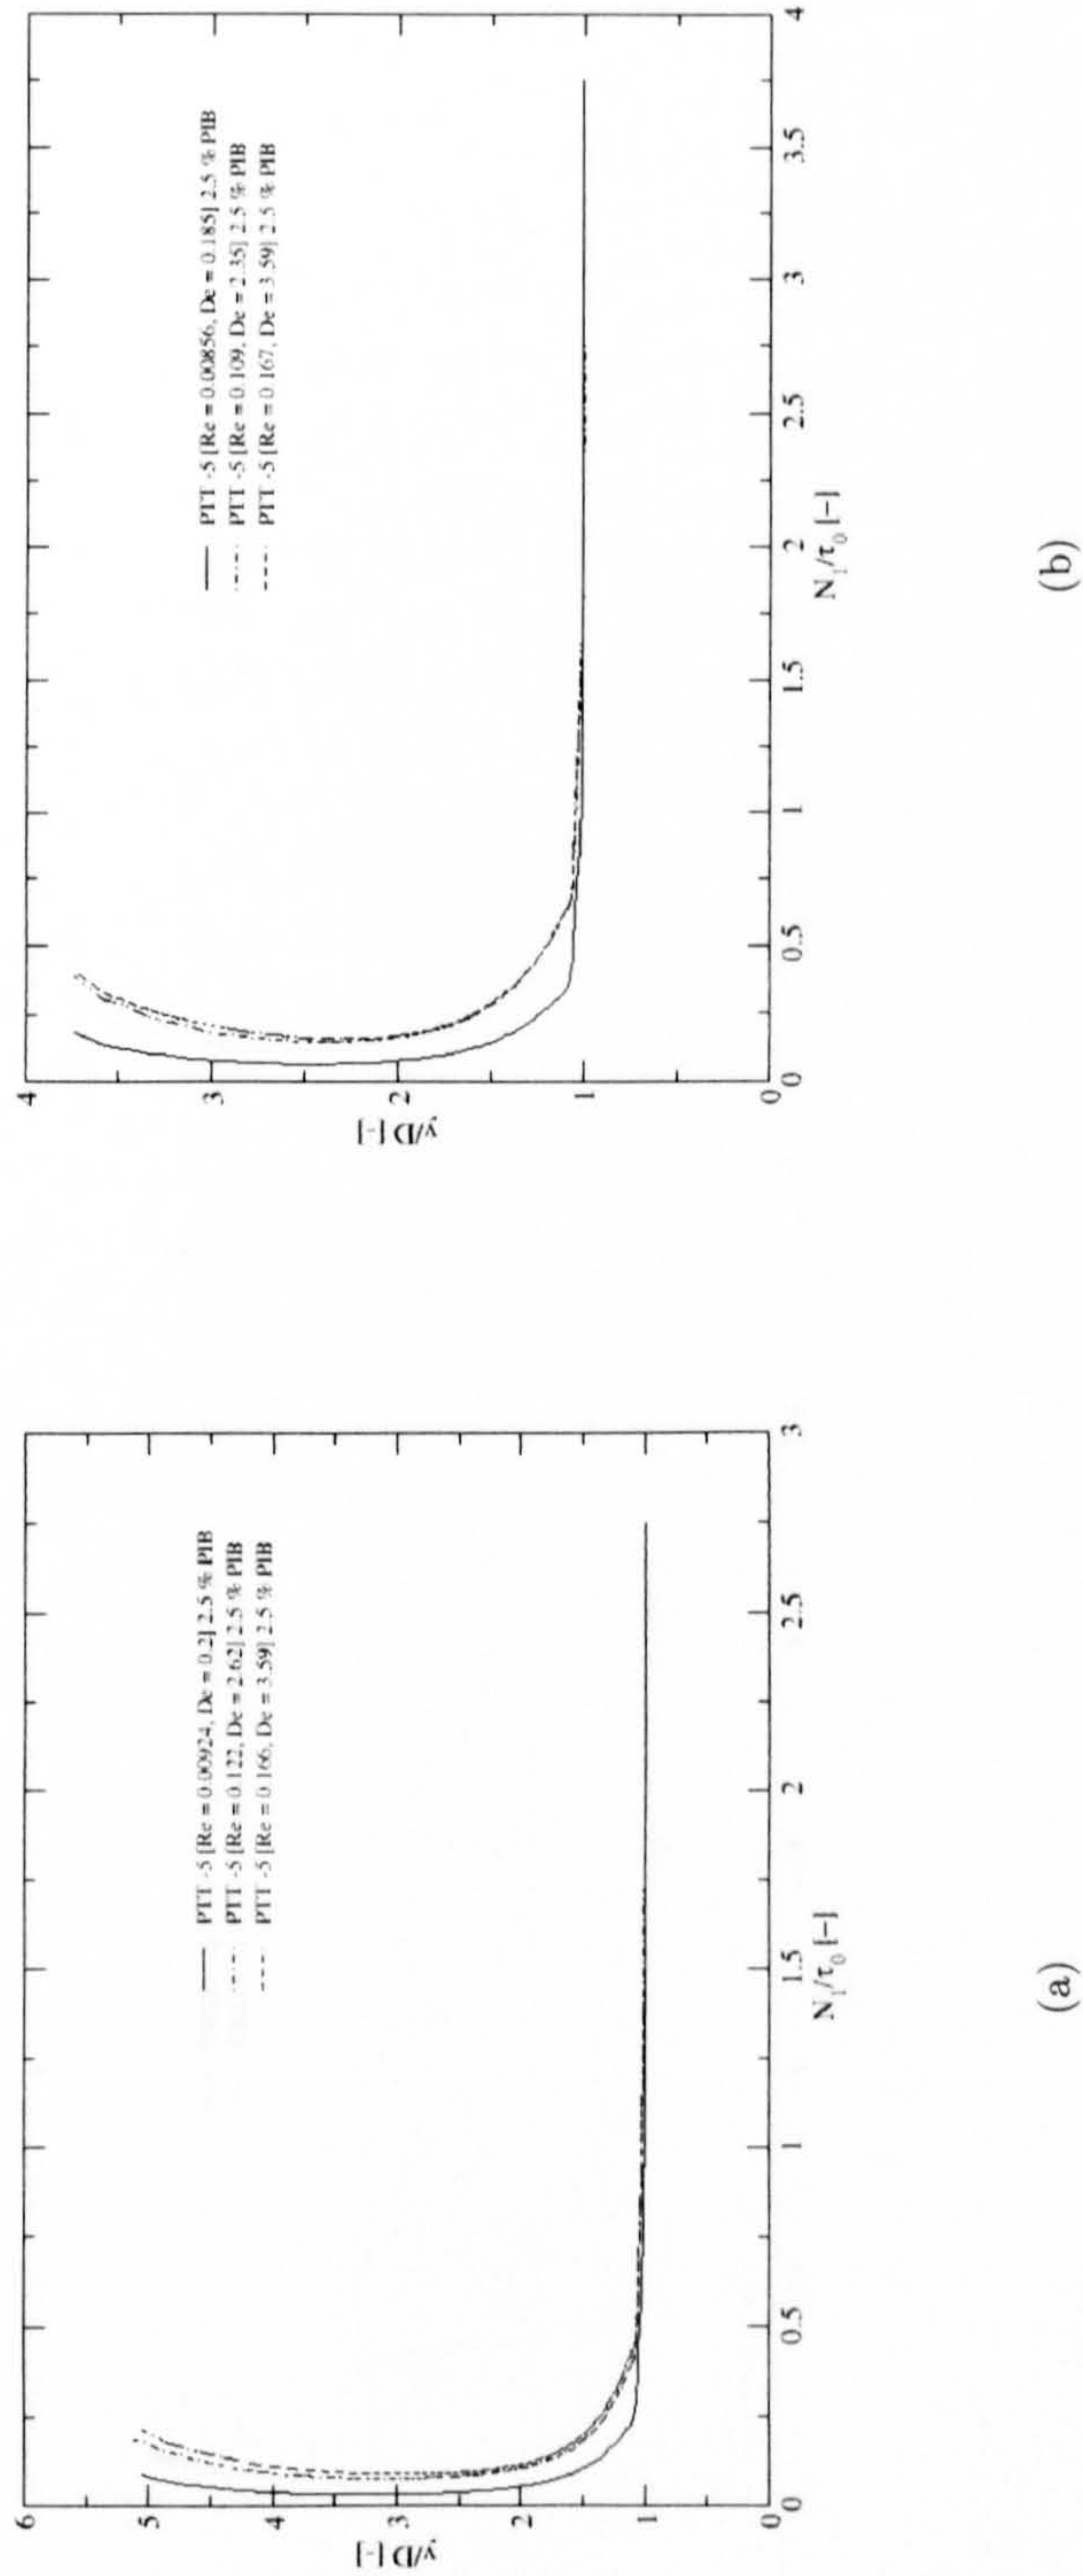 6
5
4
3
2
1
0
y/D [-]
0
0.5
1
1.5
2
2.5
3
N₁/τ₀ [-]
PTT -5 [Re = 0.00924, De = 0.2] 2.5 % PIB
PTT -5 [Re = 0.122, De = 2.62] 2.5 % PIB
PTT -5 [Re = 0.166, De = 3.59] 2.5 % PIB
(a)
4
3
2
1
0
y/D [-]
0
0.5
1
1.5
2
2.5
3
3.5
4
N₁/τ₀ [-]
PTT -5 [Re = 0.00856, De = 0.185] 2.5 % PIB
PTT -5 [Re = 0.109, De = 2.35] 2.5 % PIB
PTT -5 [Re = 0.167, De = 3.59] 2.5 % PIB
(b)